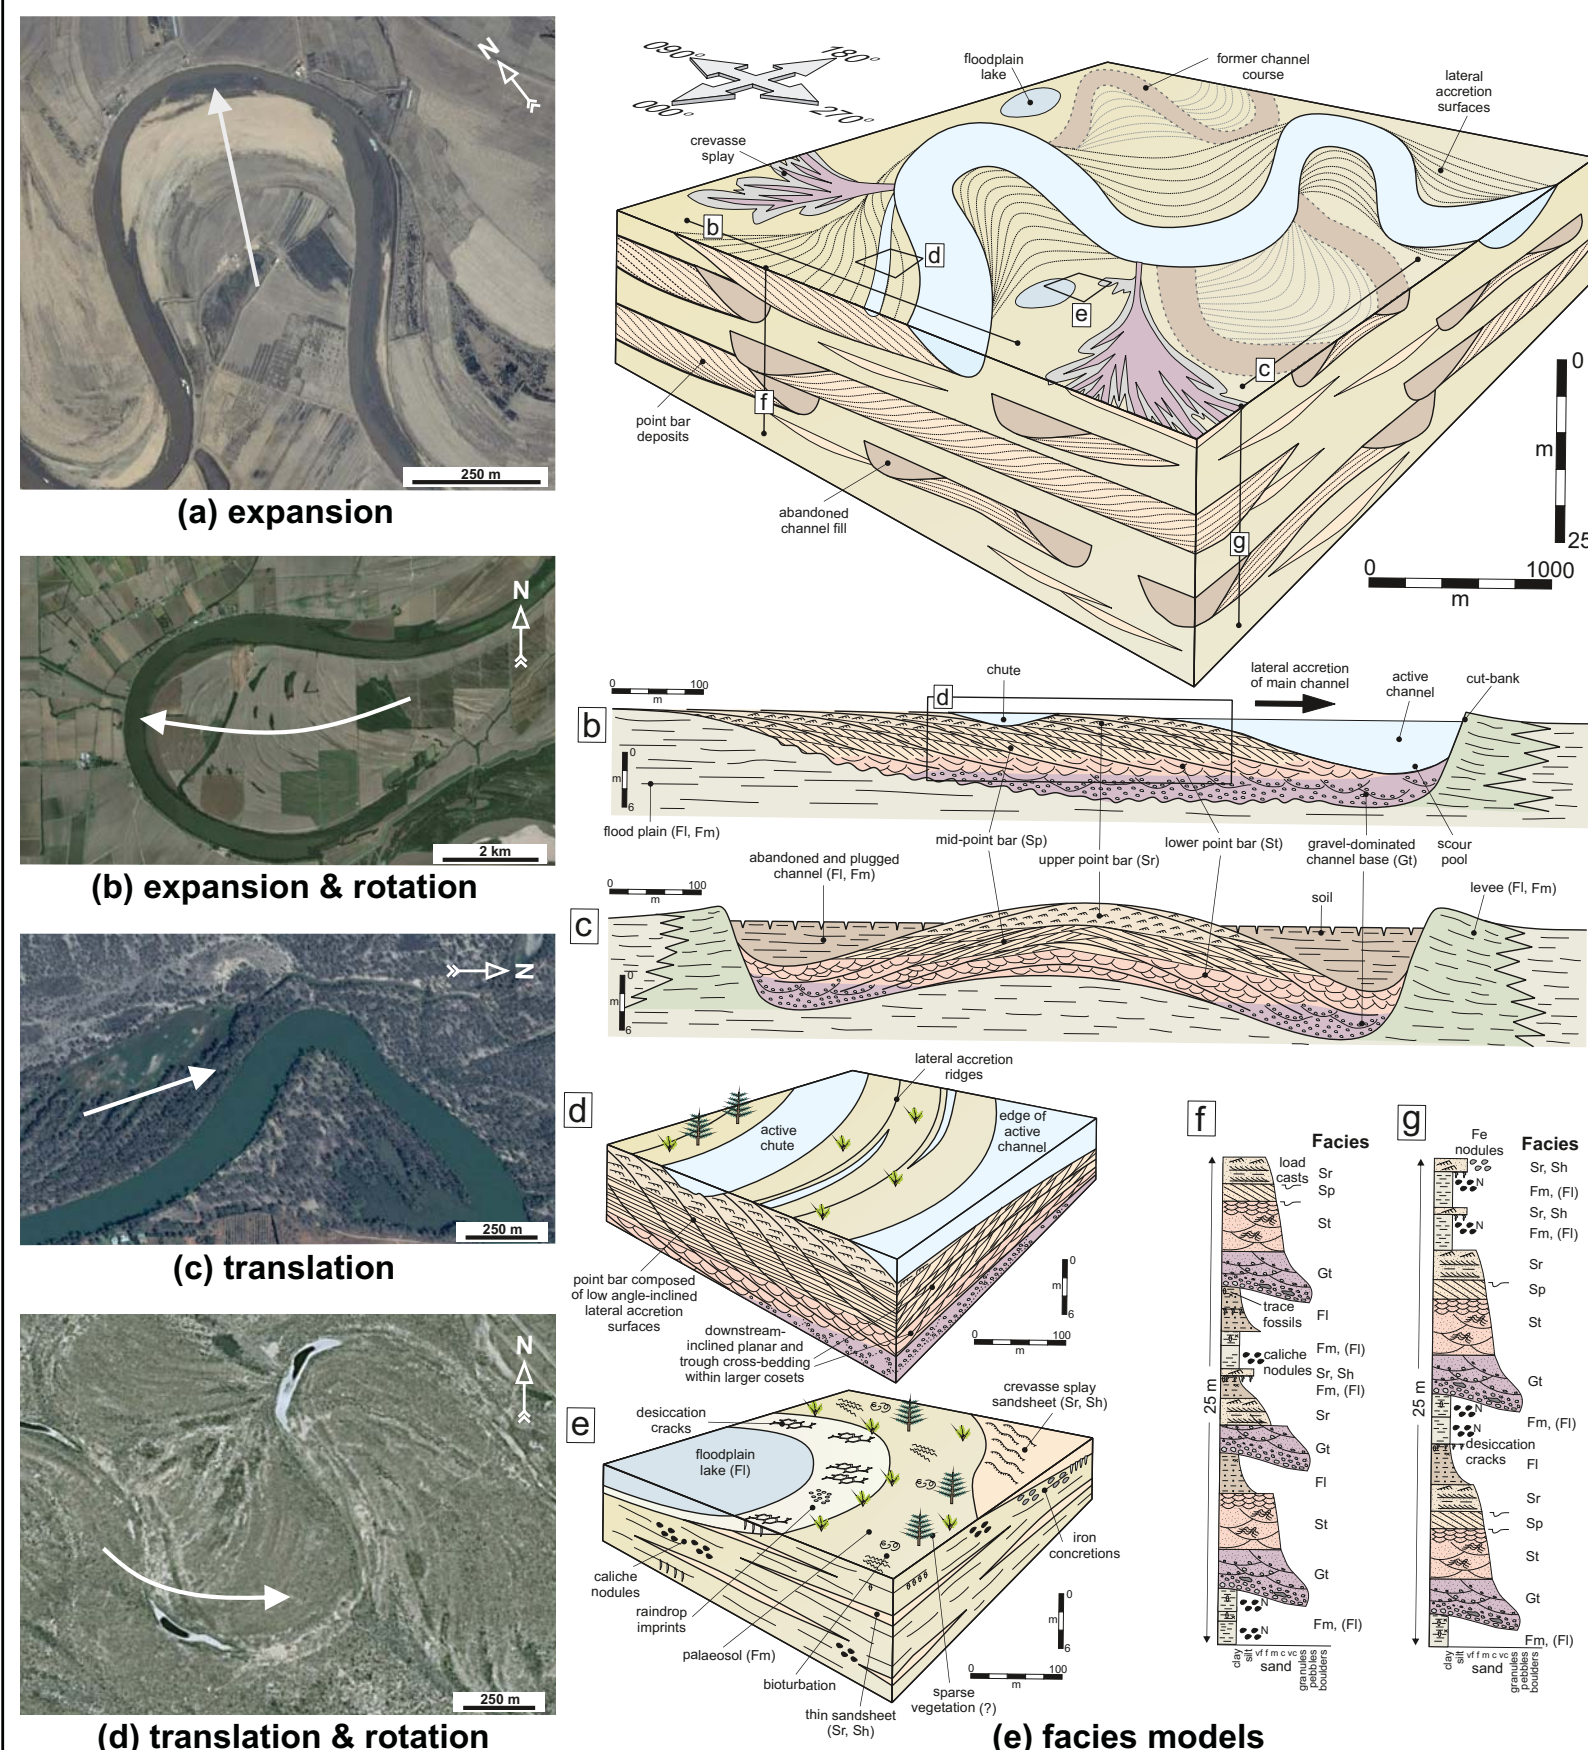 N
250 m
(a) expansion
N
2 km
(b) expansion & rotation
N
250 m
(c) translation
N
250 m
(d) translation & rotation
090°
180°
000°
270°
floodplain
lake
former channel
course
lateral
accretion
surfaces
crevasse
splay
b
d
e
c
f
g
point bar
deposits
abandoned
channel fill
0
m
25
0
1000
m
b
0
100
m
chute
d
lateral accretion
of main channel
active
channel
cut-bank
0
m
6
flood plain (Fl, Fm)
mid-point bar (Sp)
upper point bar (Sr)
lower point bar (St)
gravel-dominated
channel base (Gt)
scour
pool
c
0
100
m
abandoned and plugged
channel (Fl, Fm)
soil
levee (Fl, Fm)
0
m
6
d
lateral accretion
ridges
active
chute
edge of
active
channel
point bar composed
of low angle-inclined
lateral accretion
surfaces
downstream-
inclined planar and
trough cross-bedding
within larger cosets
0
m
6
0
100
m
e
desiccation
cracks
crevasse splay
sandsheet (Sr, Sh)
floodplain
lake (Fl)
caliche
nodules
raindrop
imprints
palaeosol (Fm)
bioturbation
thin sandsheet
(Sr, Sh)
sparse
vegetation (?)
iron
concretions
0
m
6
0
100
m
f
Facies
load
casts
Sr
Sp
St
Gt
trace
fossils
Fl
Fm, (Fl)
caliche
nodules
Sr, Sh
Fm, (Fl)
Sr
Gt
Fl
St
Gt
N
Fm, (Fl)
N
25 m
clay
silt
vf f m c vc
sand
granules
pebbles
boulders
g
Fe
nodules
Facies
Sr, Sh
N
Fm, (Fl)
Sr, Sh
N
Fm, (Fl)
Sr
Sp
St
Gt
N
Fm, (Fl)
N
desiccation
cracks
Fl
Sr
Sp
St
Gt
Fm, (Fl)
25 m
clay
silt
vf f m c vc
sand
granules
pebbles
boulders
(e) facies models